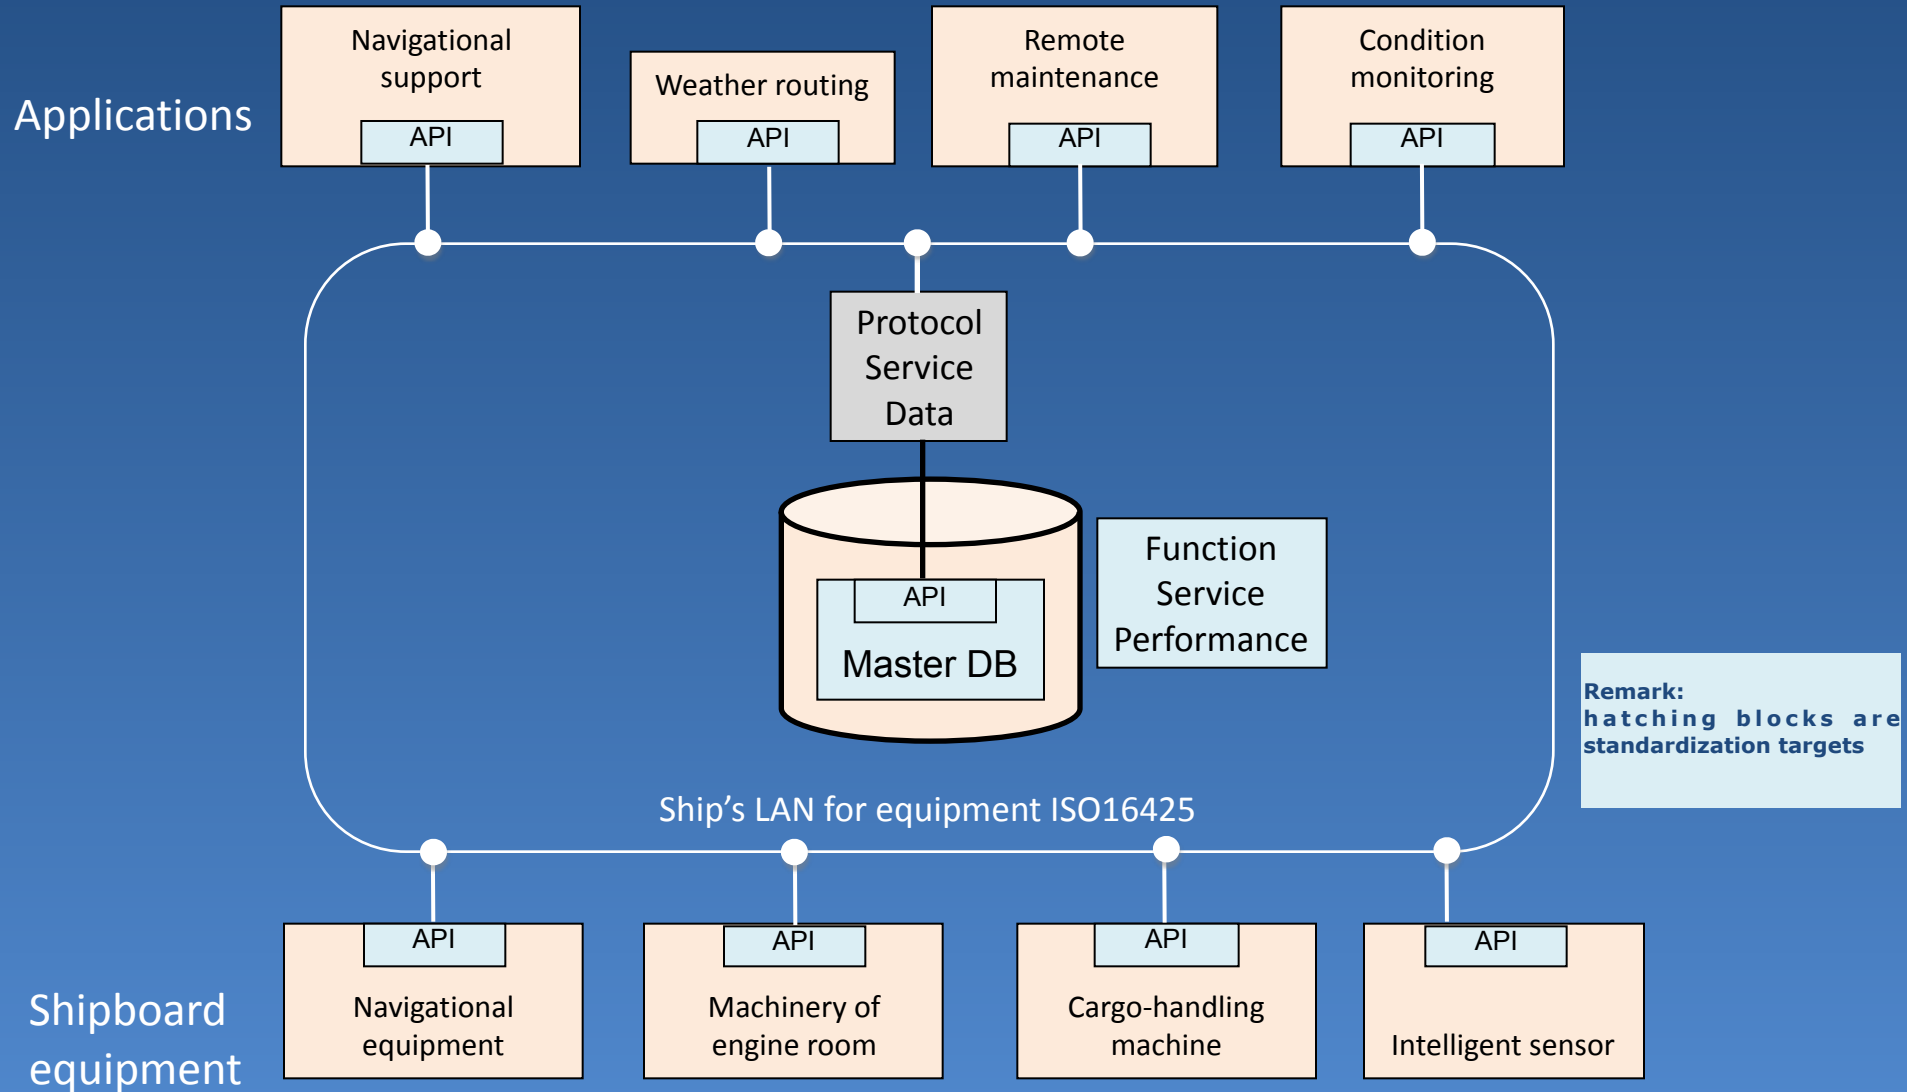 Applications
Navigational
support
API
Weather routing
API
Remote
maintenance
API
Condition
monitoring
API
Protocol
Service
Data
API
Master DB
Function
Service
Performance
Remark:
hatching blocks are
standardization targets
Ship’s LAN for equipment ISO16425
Shipboard
equipment
API
Navigational
equipment
API
Machinery of
engine room
API
Cargo-handling
machine
API
Intelligent sensor